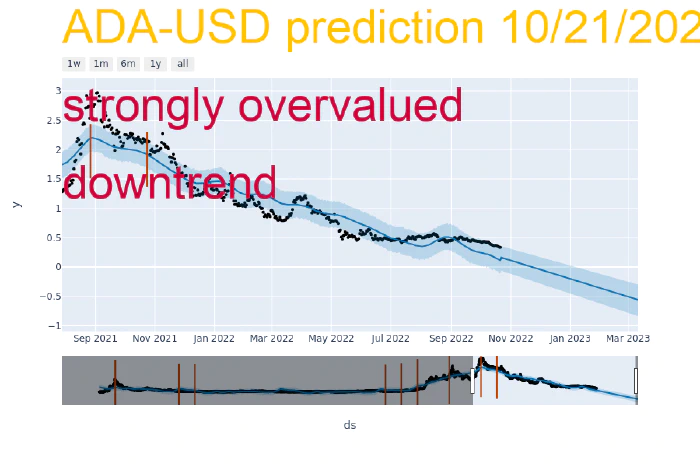 ADA-USD prediction 10/21/202
1w 1m 6m 1y all
strongly overvalued
downtrend
3
2.5
2
1.5
1
0.5
0
−0.5
−1
y
Sep 2021 Nov 2021 Jan 2022 Mar 2022 May 2022 Jul 2022 Sep 2022 Nov 2022 Jan 2023 Mar 2023
ds